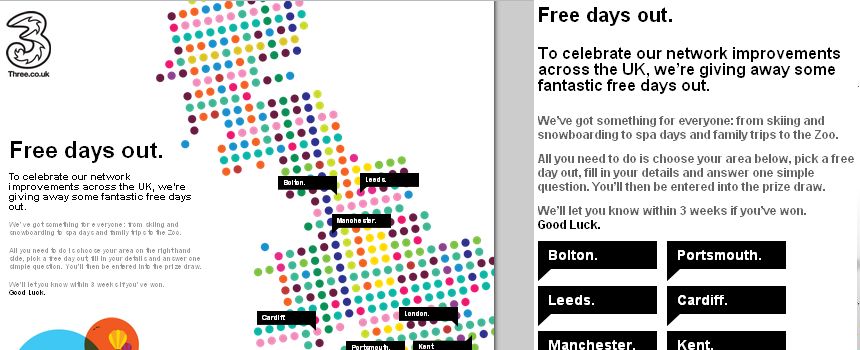 Three.co.uk
Free days out.
To celebrate our network
improvements across the UK, we're
giving away some fantastic free days
out.
We've got something for everyone: from skiing and
snowboarding to spa days and family trips to the Zoo.
All you need to do is choose your area on the right hand
side, pick a free day out, fill in your details and answer one
simple question. You'll then be entered into the prize draw.
We'll let you know within 3 weeks if you've won.
Good Luck.
Bolton.
Leeds.
Manchester.
Cardiff
London.
Portsmouth.
Kent
Free days out.
To celebrate our network improvements
across the UK, we're giving away some
fantastic free days out.
We've got something for everyone: from skiing and
snowboarding to spa days and family trips to the Zoo.
All you need to do is choose your area below, pick a free
day out, fill in your details and answer one simple
question. You'll then be entered into the prize draw.
We'll let you know within 3 weeks if you've won.
Good Luck.
Bolton.
Portsmouth.
Leeds.
Cardiff.
Manchester.
Kent.